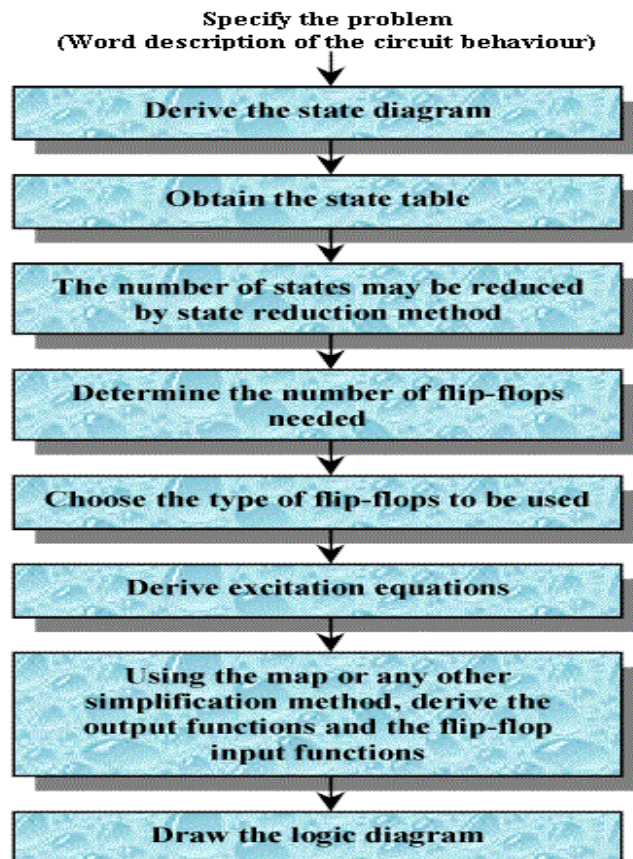 Specify the problem
(Word description of the circuit behaviour)
Derive the state diagram
Obtain the state table
The number of states may be reduced
by state reduction method
Determine the number of flip-flops
needed
Choose the type of flip-flops to be used
Derive excitation equations
Using the map or any other
simplification method, derive the
output functions and the flip-flop
input functions
Draw the logic diagram